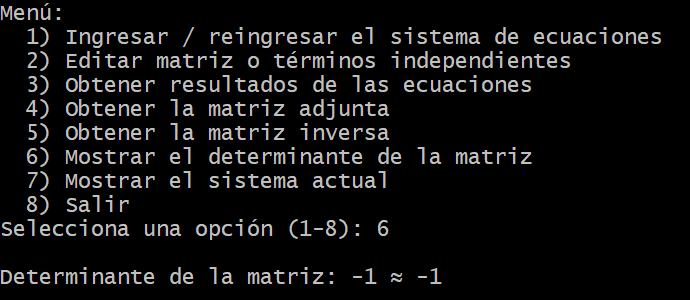 Menú:
  1) Ingresar / reingresar el sistema de ecuaciones
  2) Editar matriz o términos independientes
  3) Obtener resultados de las ecuaciones
  4) Obtener la matriz adjunta
  5) Obtener la matriz inversa
  6) Mostrar el determinante de la matriz
  7) Mostrar el sistema actual
  8) Salir
Selecciona una opción (1-8): 6

Determinante de la matriz: -1 ≈ -1